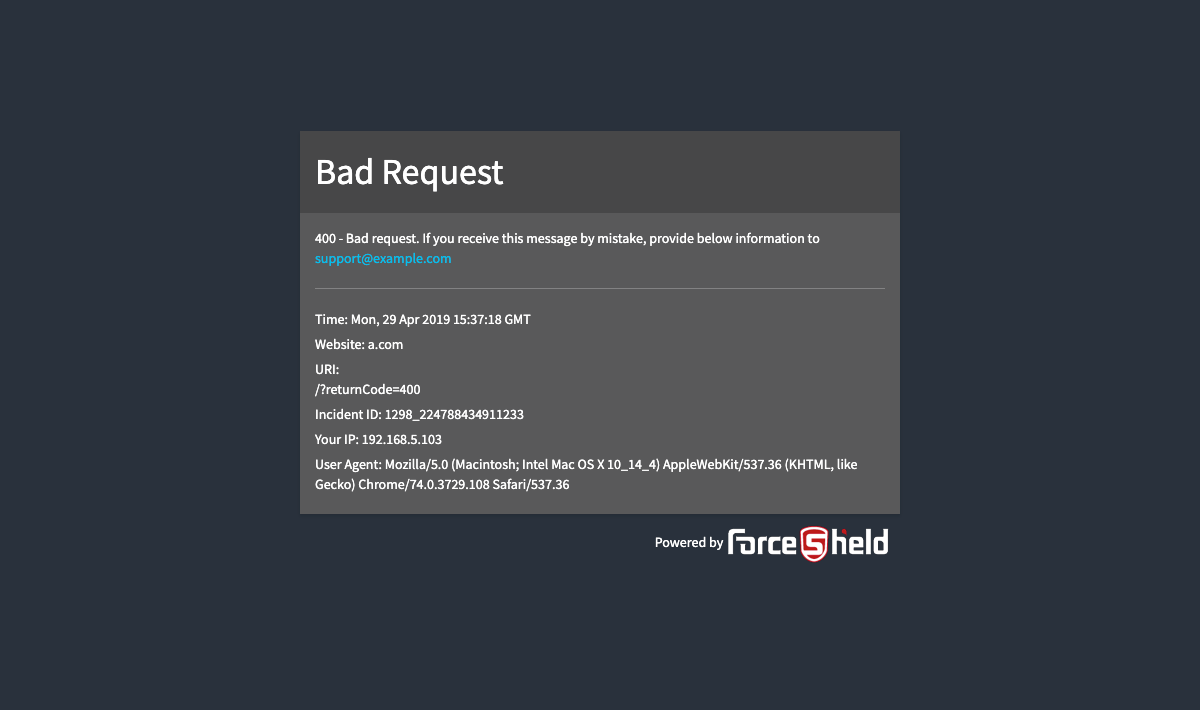 Bad Request
400 - Bad request. If you receive this message by mistake, provide below information to
support@example.com
Time: Mon, 29 Apr 2019 15:37:18 GMT
Website: a.com
URI:
/?returnCode=400
Incident ID: 1298_224788434911233
Your IP: 192.168.5.103
User Agent: Mozilla/5.0 (Macintosh; Intel Mac OS X 10_14_4) AppleWebKit/537.36 (KHTML, like
Gecko) Chrome/74.0.3729.108 Safari/537.36
Powered by ForceShield